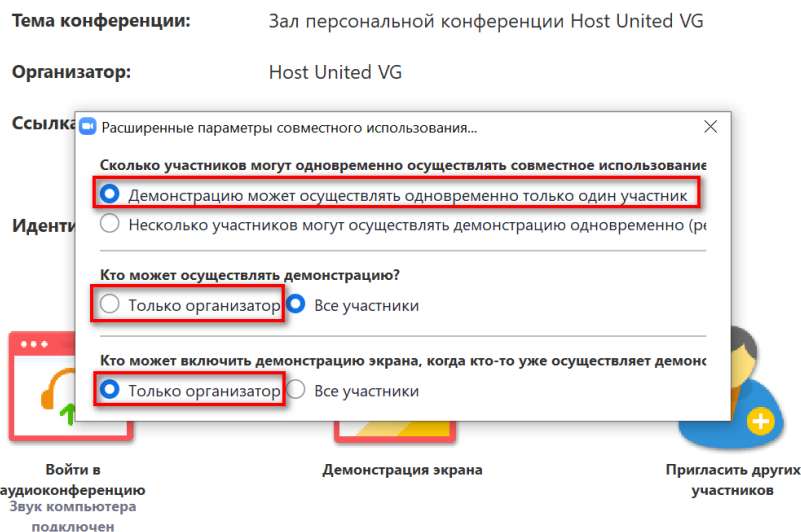 Тема конференции: Зал персональной конференции Host United VG
Организатор: Host United VG
Ссылка
Расширенные параметры совместного использования...
Сколько участников могут одновременно осуществлять совместное использование
Демонстрацию может осуществлять одновременно только один участник
Несколько участников могут осуществлять демонстрацию одновременно (ре
Иденти
Кто может осуществлять демонстрацию?
Только организатор Все участники
Кто может включить демонстрацию экрана, когда кто-то уже осуществляет демонс
Только организатор Все участники
Войти в
аудиоконференцию
Звук компьютера
подключен
Демонстрация экрана
Пригласить других
участников